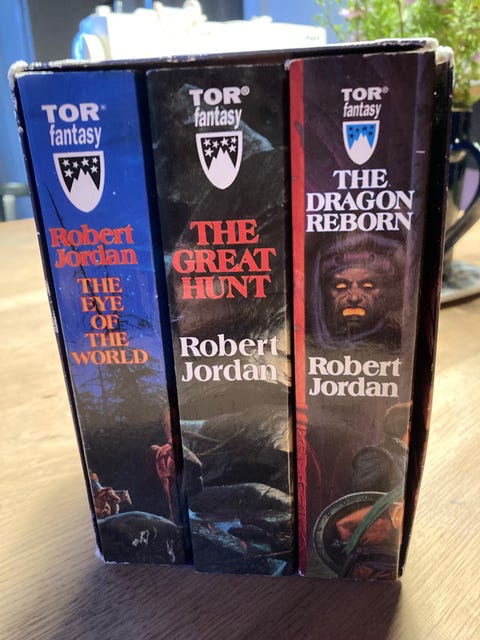 TOR®
fantasy
Robert
Jordan
THE
EYE
OF
THE
WORLD
TOR®
fantasy
THE
GREAT
HUNT
Robert
Jordan
TOR®
fantasy
THE
DRAGON
REBORN
Robert
Jordan